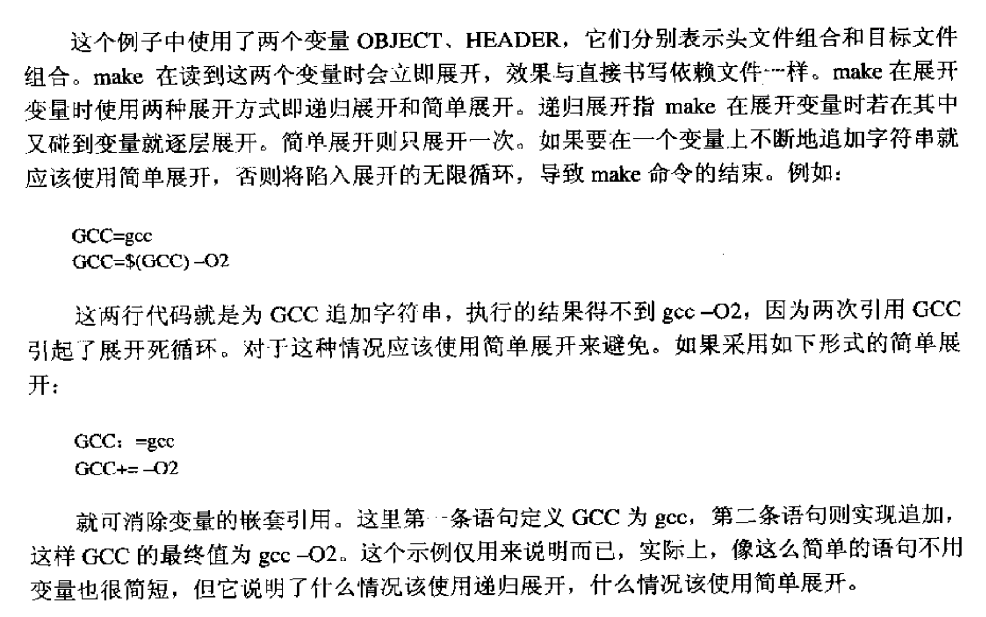 这个例子中使用了两个变量 OBJECT、HEADER，它们分别表示头文件组合和目标文件
组合。make 在读到这两个变量时会立即展开，效果与直接书写依赖文件一样。make 在展开
变量时使用两种展开方式即递归展开和简单展开。递归展开指 make 在展开变量时若在其中
又碰到变量就逐层展开。简单展开则只展开一次。如果要在一个变量上不断地追加字符串就
应该使用简单展开，否则将陷入展开的无限循环，导致 make 命令的结束。例如：
GCC=gcc
GCC=$(GCC) –O2
这两行代码就是为 GCC 追加字符串，执行的结果得不到 gcc –O2，因为两次引用 GCC
引起了展开死循环。对于这种情况应该使用简单展开来避免。如果采用如下形式的简单展
开：
GCC：=gcc
GCC+= –O2
就可消除变量的嵌套引用。这里第一条语句定义 GCC 为 gcc，第二条语句则实现追加，
这样 GCC 的最终值为 gcc –O2。这个示例仅用来说明而已，实际上，像这么简单的语句不用
变量也很简短，但它说明了什么情况该使用递归展开，什么情况该使用简单展开。